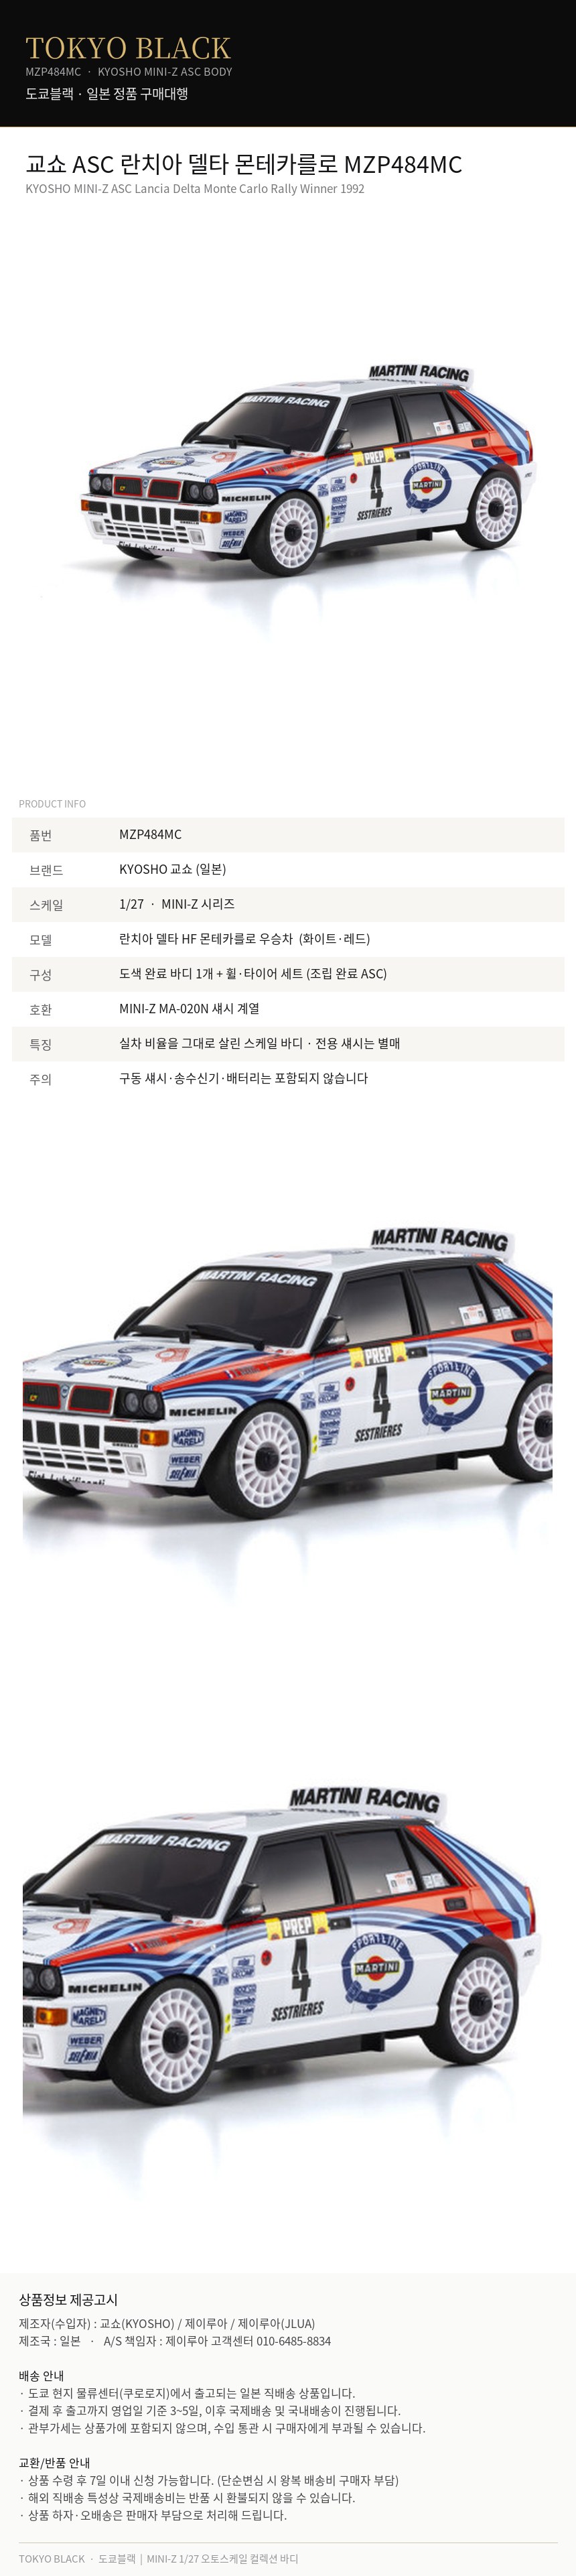 TOKYO BLACK
MZP484MC · KYOSHO MINI-Z ASC BODY
도쿄블랙 · 일본 정품 구매대행
교쇼 ASC 란치아 델타 몬테카를로 MZP484MC
KYOSHO MINI-Z ASC Lancia Delta Monte Carlo Rally Winner 1992
MARTINI RACING
MARTINI RACING
PREP
4
SPORTLINE
MARTINI
MICHELIN
MAGNETI MARELLI
WEBER
SELENIA
SESTRIERES
Fiat Lubrificanti
PRODUCT INFO
품번 MZP484MC
브랜드 KYOSHO 교쇼 (일본)
스케일 1/27 · MINI-Z 시리즈
모델 란치아 델타 HF 몬테카를로 우승차 (화이트·레드)
구성 도색 완료 바디 1개 + 휠·타이어 세트 (조립 완료 ASC)
호환 MINI-Z MA-020N 섀시 계열
특징 실차 비율을 그대로 살린 스케일 바디 · 전용 섀시는 별매
주의 구동 섀시·송수신기·배터리는 포함되지 않습니다
MARTINI RACING
MARTINI RACING
PREP
4
SPORTLINE
MARTINI
MICHELIN
MAGNETI MARELLI
WEBER
SELENIA
SESTRIERES
Fiat Lubrificanti
MARTINI RACING
MARTINI RACING
PREP
4
SPORTLINE
MARTINI
MICHELIN
MAGNETI MARELLI
WEBER
SELENIA
SESTRIERES
상품정보 제공고시
제조자(수입자) : 교쇼(KYOSHO) / 제이루아 / 제이루아(JLUA)
제조국 : 일본 · A/S 책임자 : 제이루아 고객센터 010-6485-8834
배송 안내
· 도쿄 현지 물류센터(쿠로로지)에서 출고되는 일본 직배송 상품입니다.
· 결제 후 출고까지 영업일 기준 3~5일, 이후 국제배송 및 국내배송이 진행됩니다.
· 관부가세는 상품가에 포함되지 않으며, 수입 통관 시 구매자에게 부과될 수 있습니다.
교환/반품 안내
· 상품 수령 후 7일 이내 신청 가능합니다. (단순변심 시 왕복 배송비 구매자 부담)
· 해외 직배송 특성상 국제배송비는 반품 시 환불되지 않을 수 있습니다.
· 상품 하자·오배송은 판매자 부담으로 처리해 드립니다.
TOKYO BLACK · 도쿄블랙 | MINI-Z 1/27 오토스케일 컬렉션 바디